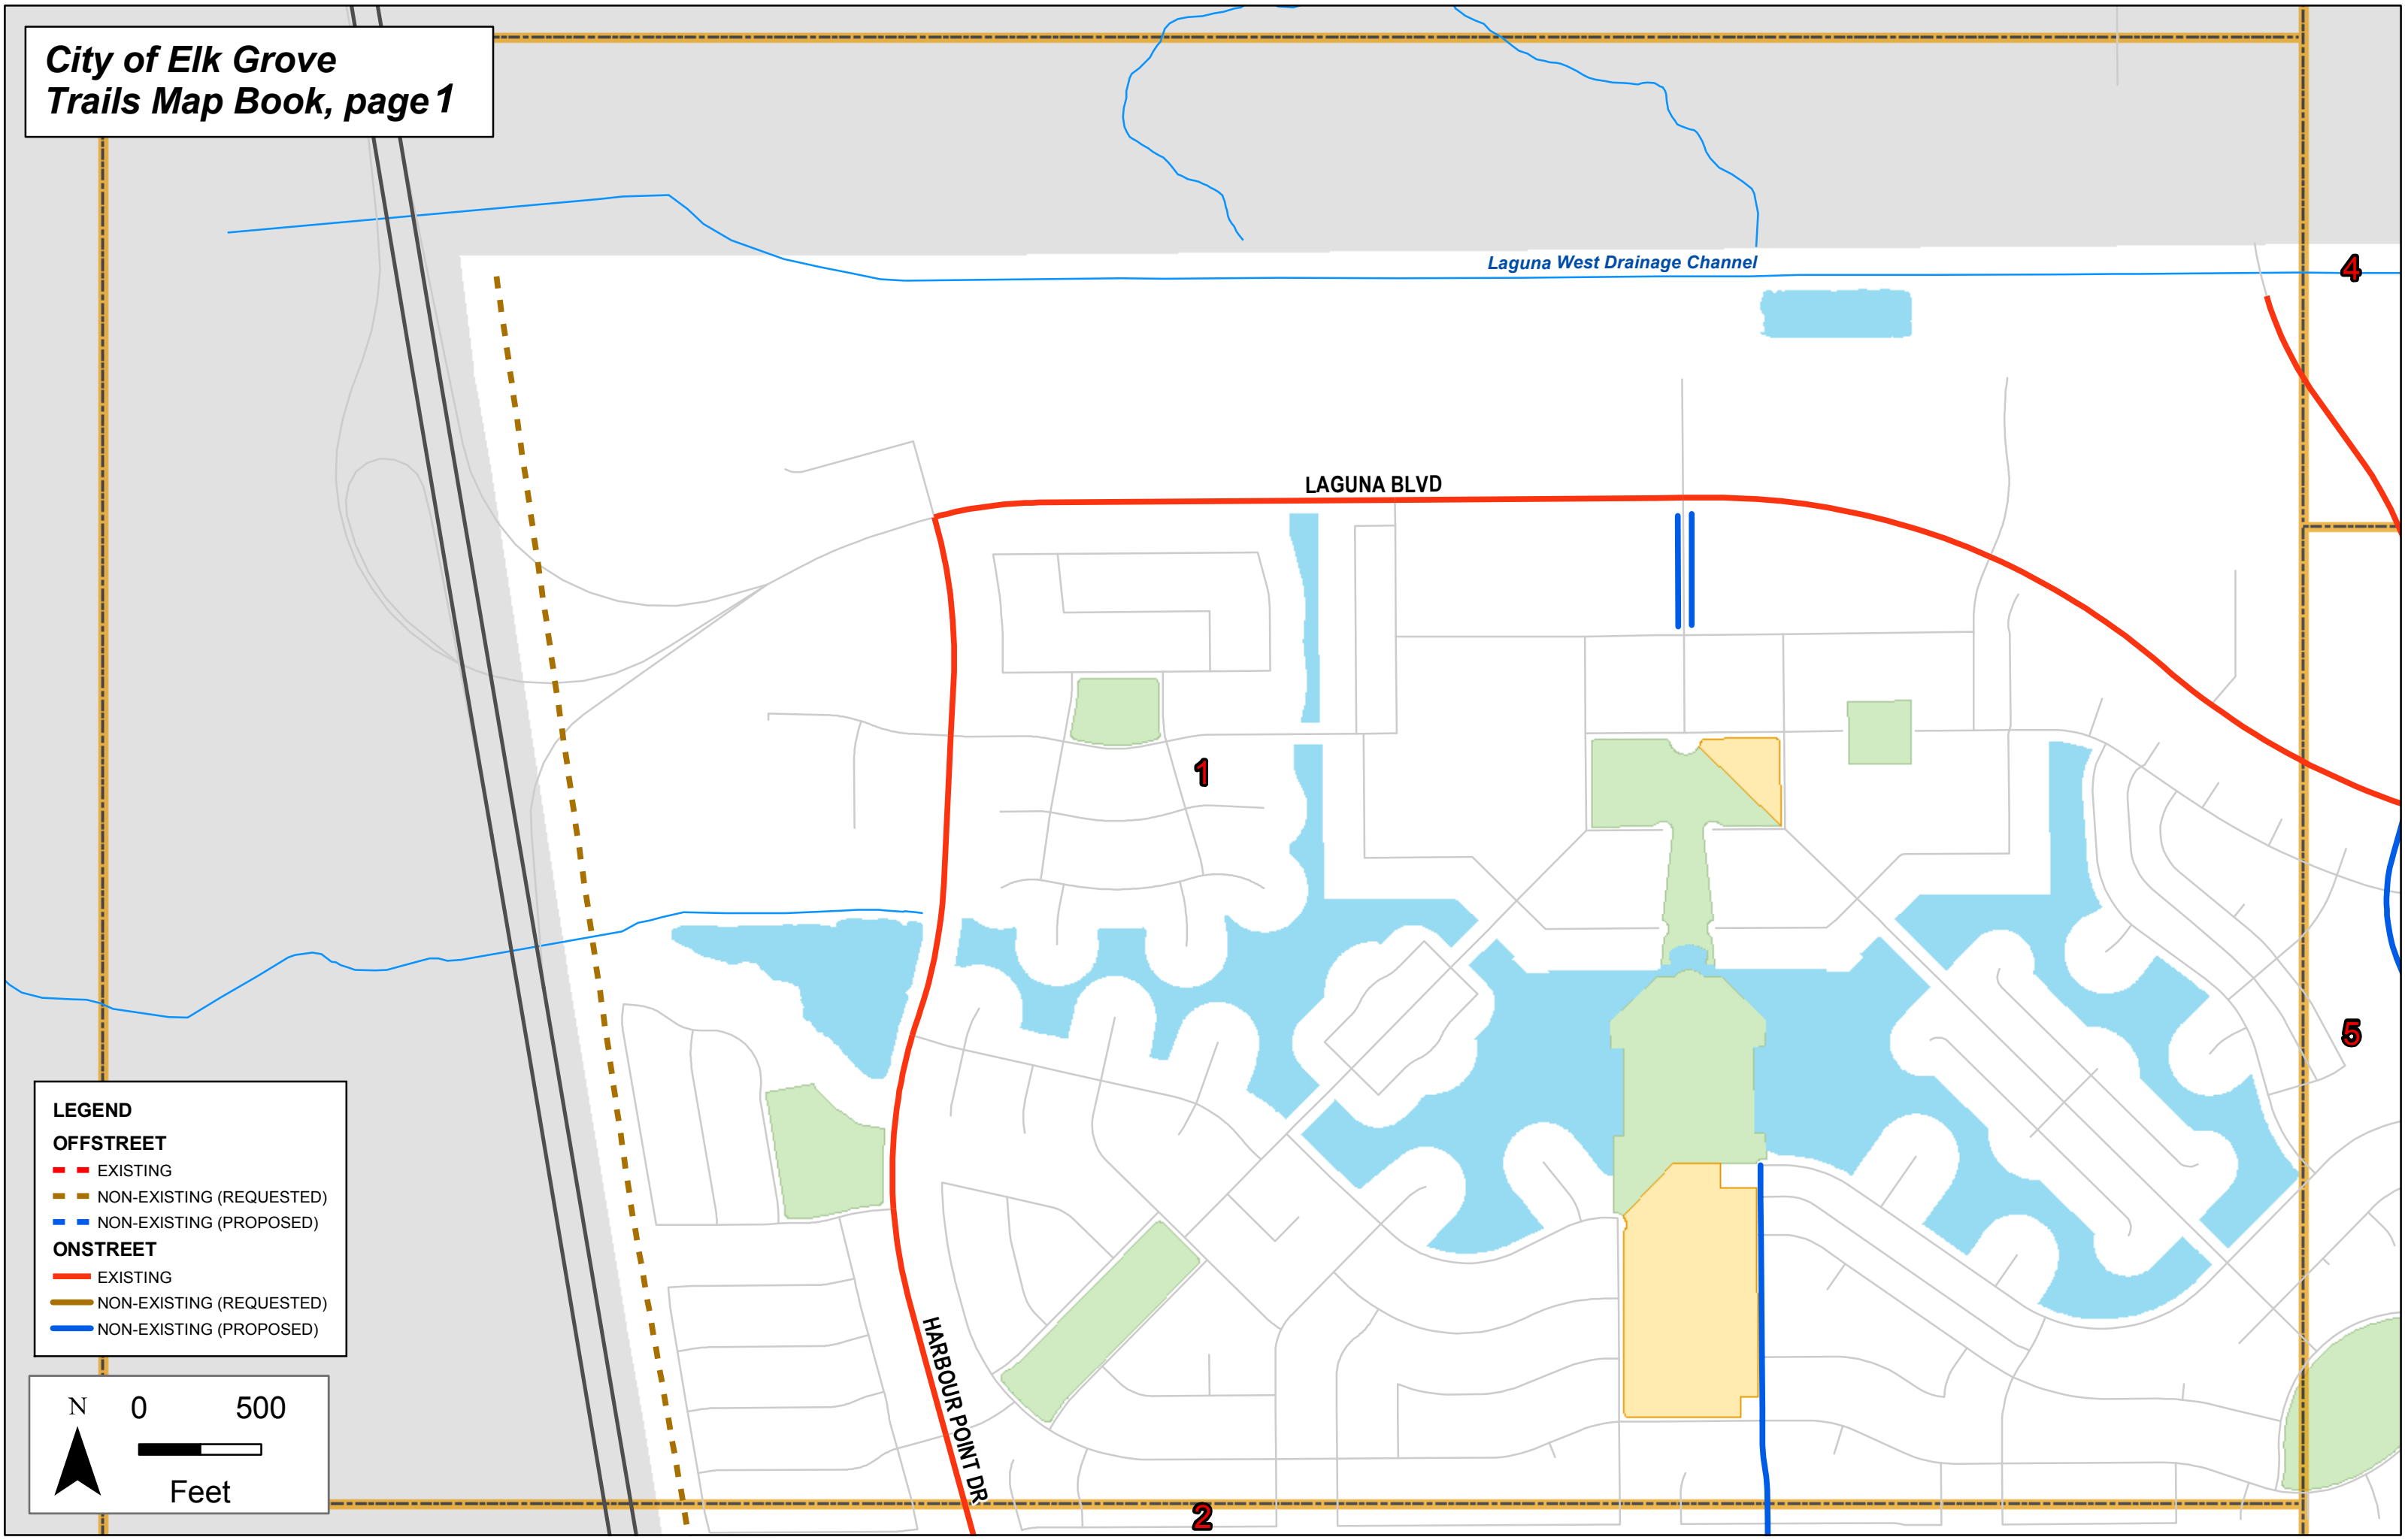 City of Elk Grove
Trails Map Book, page 1
Laguna West Drainage Channel
4
LAGUNA BLVD
1
5
LEGEND
OFFSTREET
EXISTING
NON-EXISTING (REQUESTED)
NON-EXISTING (PROPOSED)
ONSTREET
EXISTING
NON-EXISTING (REQUESTED)
NON-EXISTING (PROPOSED)
HARBOUR POINT DR
N 0 500
Feet
2